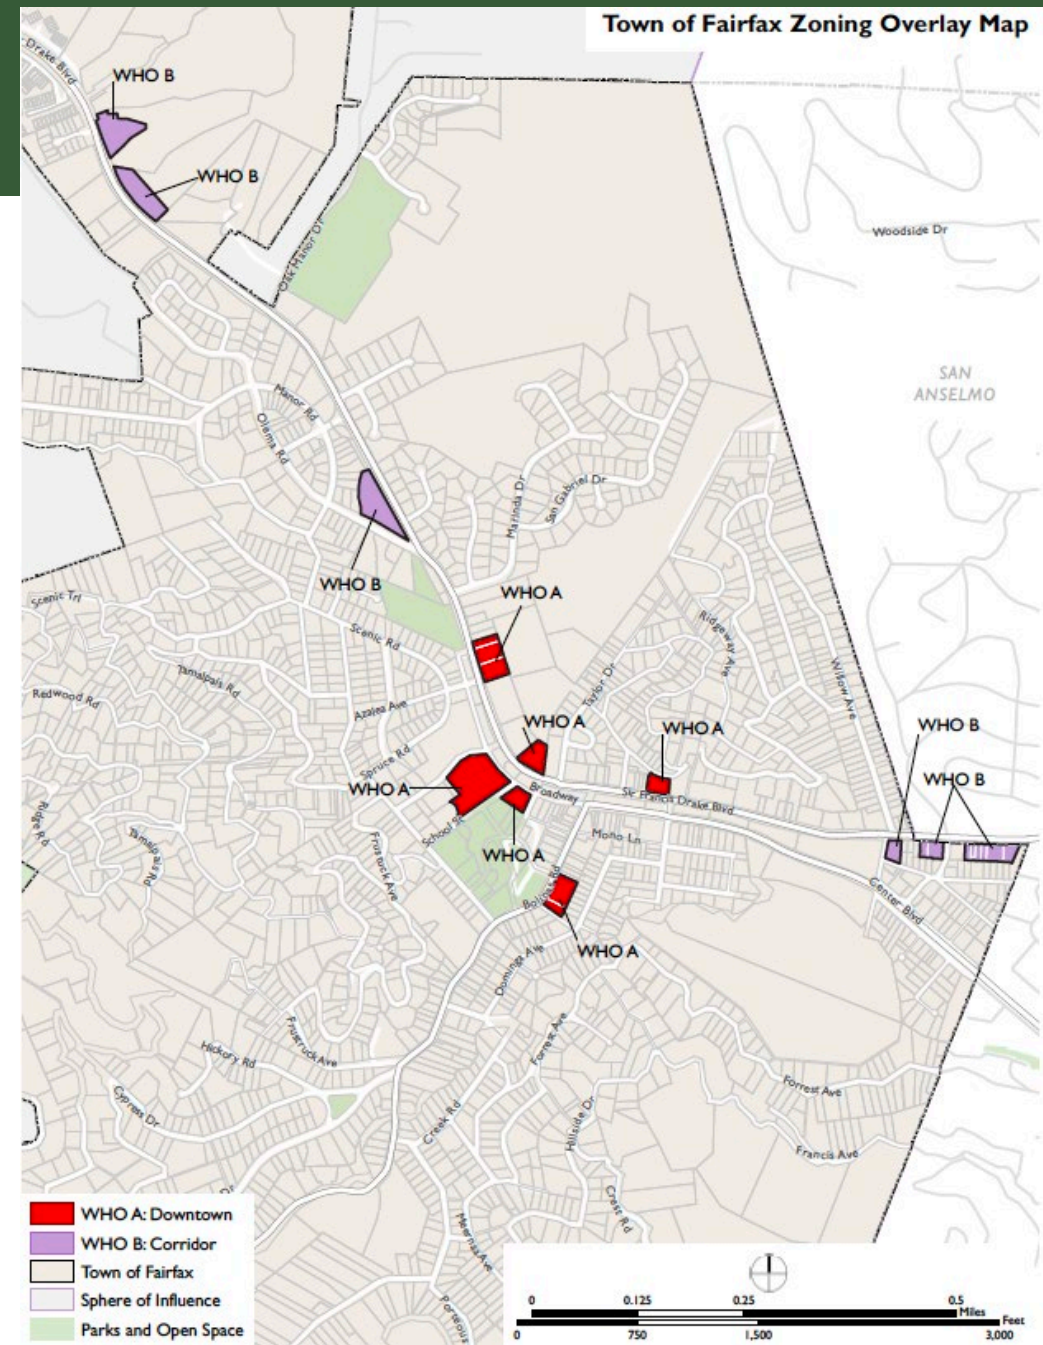 Town of Fairfax Zoning Overlay Map
Drake Blvd
WHO B
WHO B
Oak Manor Dr
Woodside Dr
SAN
ANSELMO
Manor Rd
Olema Rd
Marinda Dr
San Gabriel Dr
WHO B
WHO A
Scenic Trl
Scenic Rd
Ridgeway Ave
Willow Ave
Tamalpais Rd
Redwood Rd
Taylor Dr
Azalea Ave
WHO A
WHO A
WHO B
Spruce Rd
WHO A
WHO B
Broadway
Sir Francis Drake Blvd
Ridge Rd
Tamalpais Rd
School St
Mono Ln
WHO A
Frustuck Ave
Bolinas Rd
Center Blvd
WHO A
Dominga Ave
Frustuck Ave
Hickory Rd
Forrest Ave
Cypress Dr
Forrest Ave
Creek Rd
Hillside Dr
Francis Ave
Dr
Crest Rd
Meernaa Ave
Porteous
WHO A: Downtown
WHO B: Corridor
Town of Fairfax
Sphere of Influence
Parks and Open Space
0 0.125 0.25 0.5
Miles
Feet
0 750 1,500 3,000